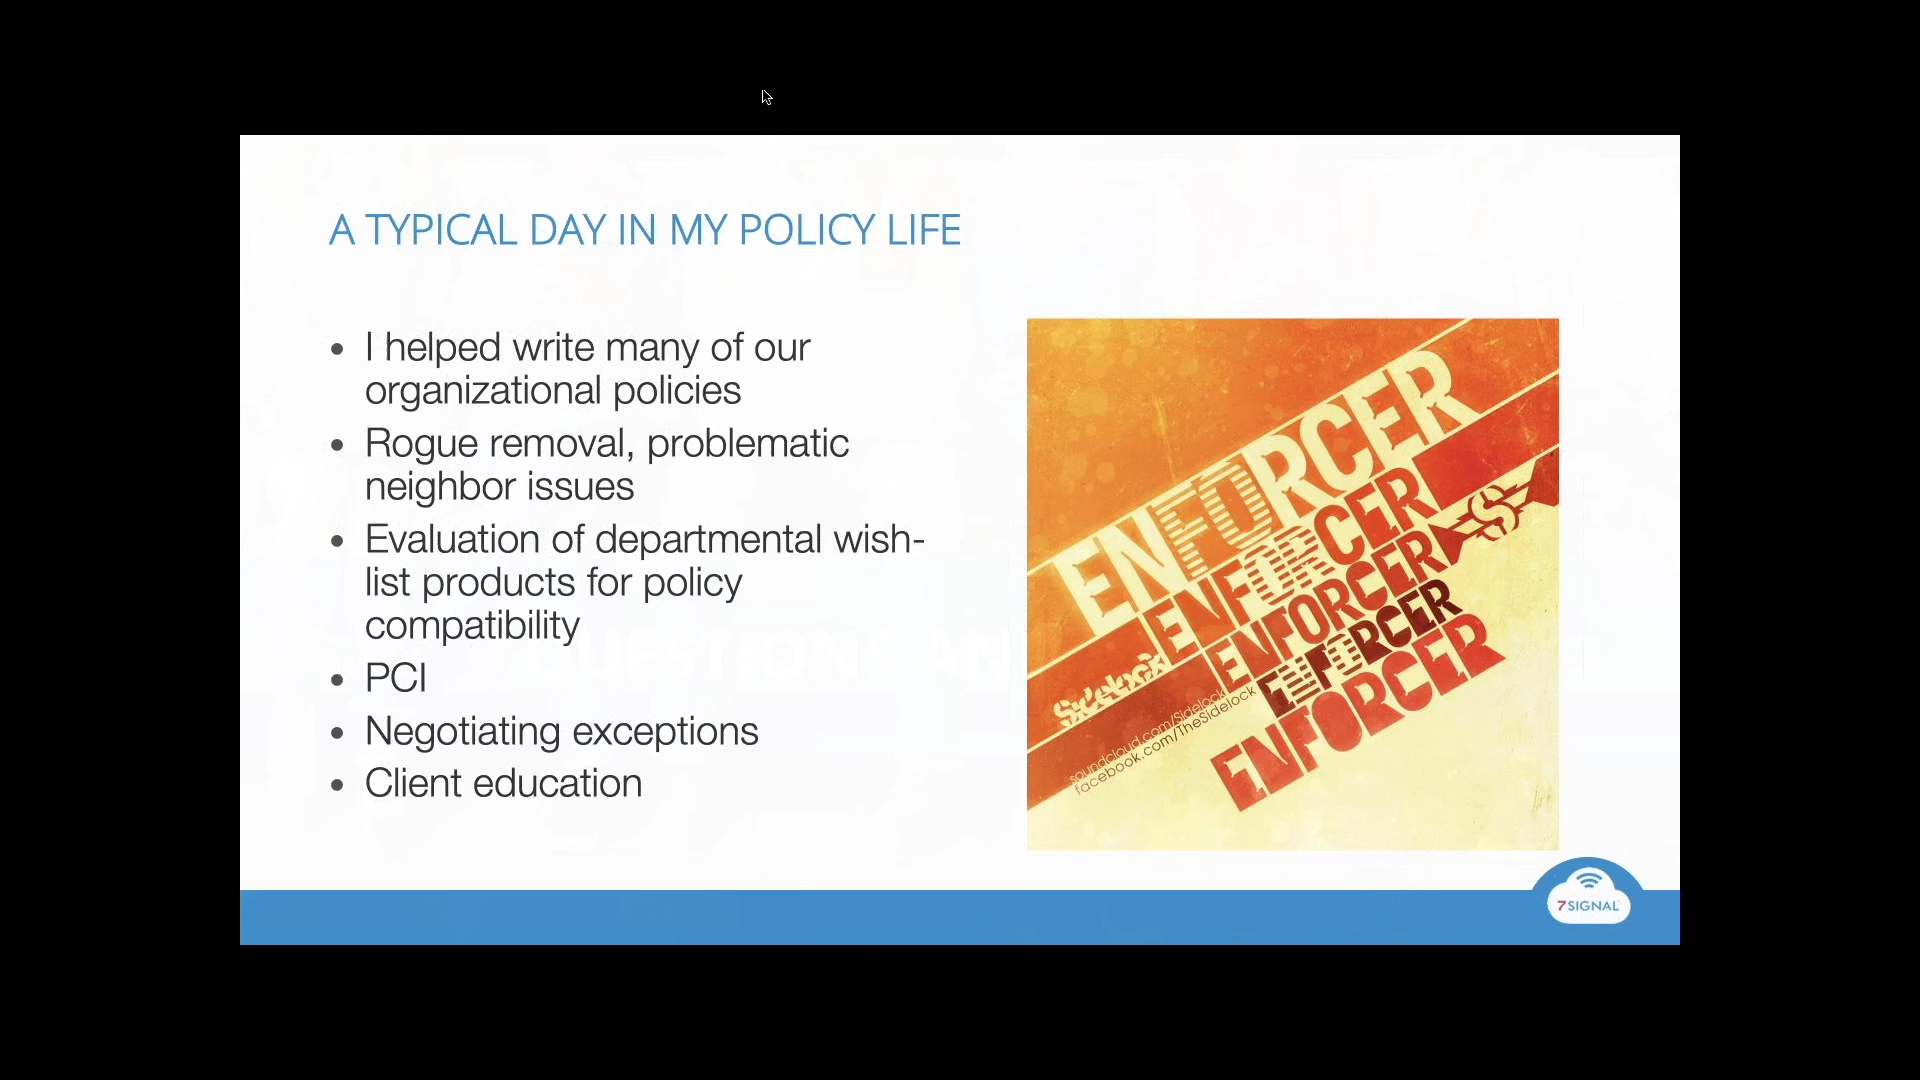 A TYPICAL DAY IN MY POLICY LIFE
• I helped write many of our
organizational policies
• Rogue removal, problematic
neighbor issues
• Evaluation of departmental wish-
list products for policy
compatibility
• PCI
• Negotiating exceptions
• Client education
ENFORCER
ENFORCER
ENFORCER
ENFORCER
ENFORCER
Sidelock
soundcloud.com/Sidelock
facebook.com/TheSidelock
7SIGNAL
QUESTIONS AN